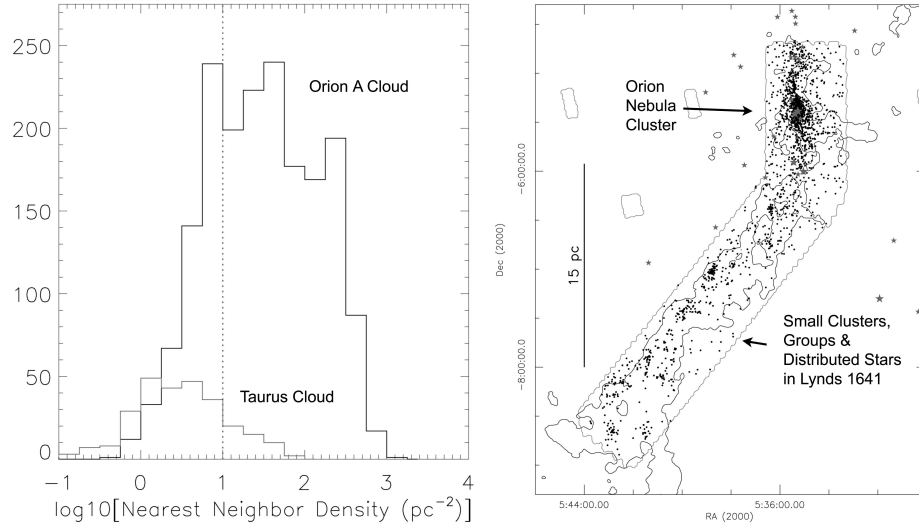 250
200
150
100
50
0
Orion A Cloud
Taurus Cloud
−1 0 1 2 3 4
log10[Nearest Neighbor Density (pc−2)]
Orion
Nebula
Cluster
-6:00:00.0
Dec (2000)
15 pc
Small Clusters,
Groups &
Distributed Stars
in Lynds 1641
-8:00:00.0
5:44:00.00 5:36:00.00
RA (2000)